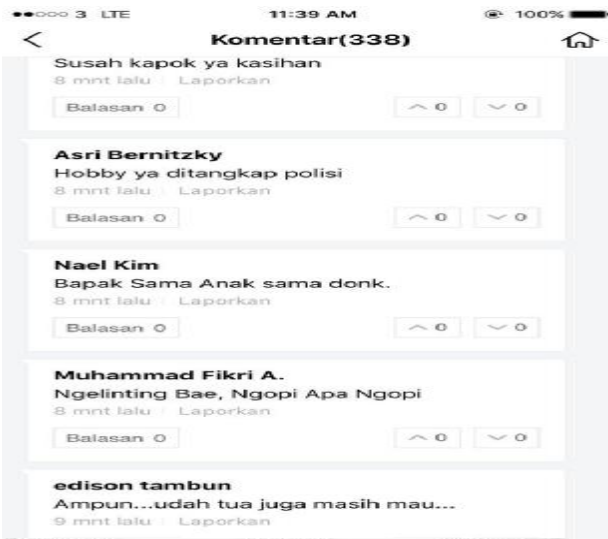 3 LTE 11:39 AM 100%
Komentar(338)
Susah kapok ya kasihan
8 mnt lalu Laporkan
Balasan 0 0 0
Asri Bernitzky
Hobby ya ditangkap polisi
8 mnt lalu Laporkan
Balasan 0 0 0
Nael Kim
Bapak Sama Anak sama donk.
8 mnt lalu Laporkan
Balasan 0 0 0
Muhammad Fikri A.
Ngelinting Bae, Ngopi Apa Ngopi
8 mnt lalu Laporkan
Balasan 0 0 0
edison tambun
Ampun...udah tua juga masih mau...
9 mnt lalu Laporkan